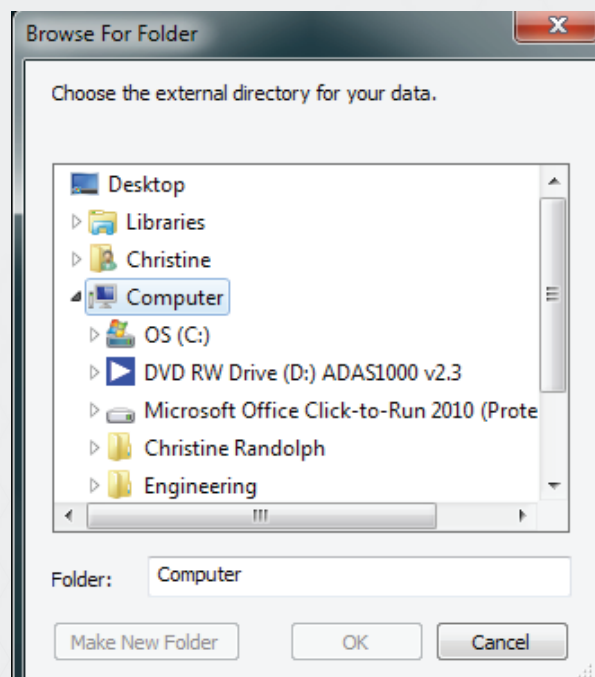 Browse For Folder
Choose the external directory for your data.
Desktop
Libraries
Christine
Computer
OS (C:)
DVD RW Drive (D:) ADAS1000 v2.3
Microsoft Office Click-to-Run 2010 (Prote
Christine Randolph
Engineering
Folder: Computer
Make New Folder OK Cancel